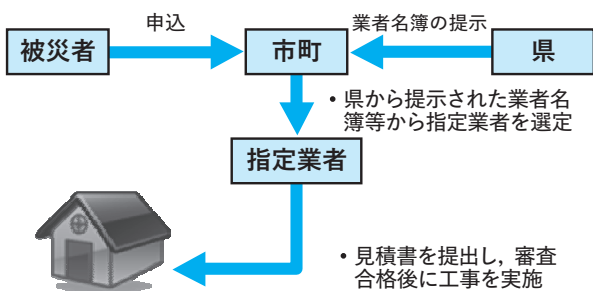 申込
業者名簿の提示
被災者
市町
県
・県から提示された業者名
簿等から指定業者を選定
指定業者
・見積書を提出し，審査
合格後に工事を実施